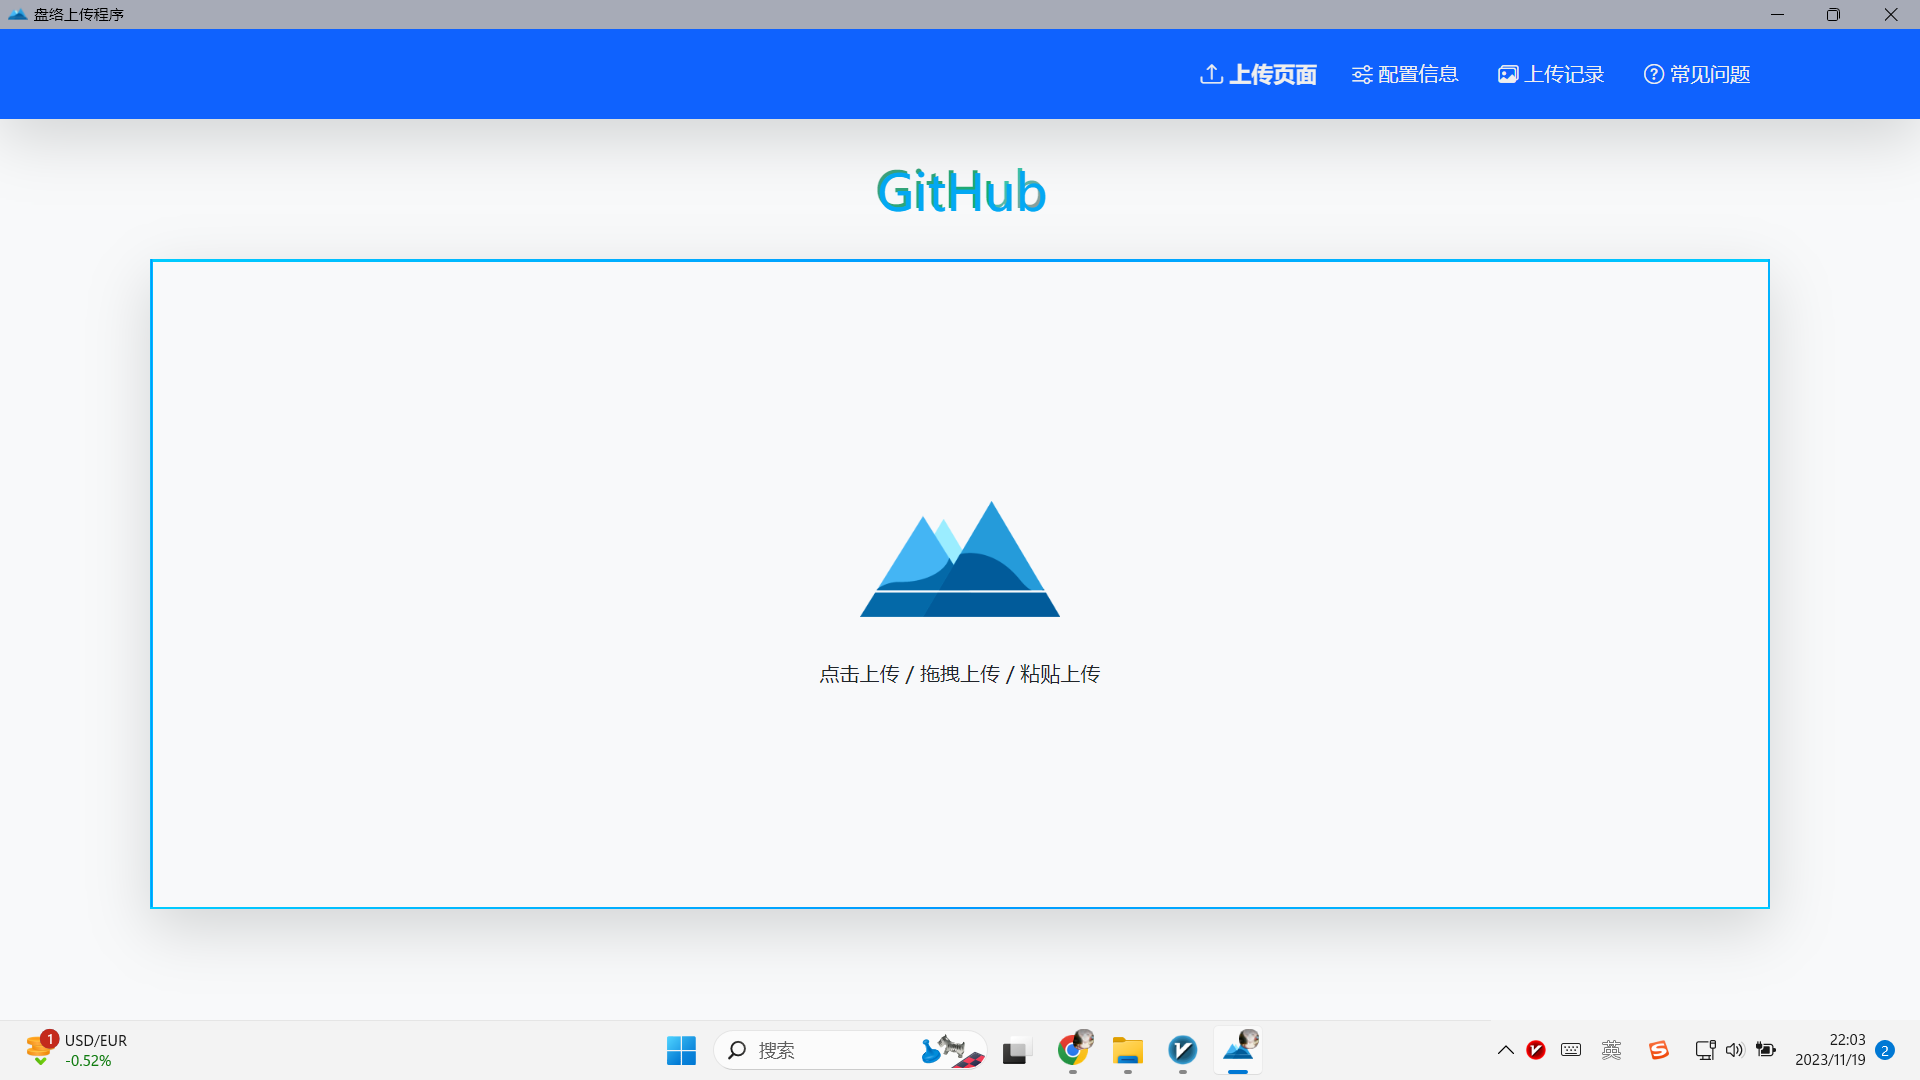 盘络上传程序
上传页面 配置信息 上传记录 常见问题
GitHub
点击上传 / 拖拽上传 / 粘贴上传
1 USD/EUR
-0.52%
搜索
英
22:03
2023/11/19
2